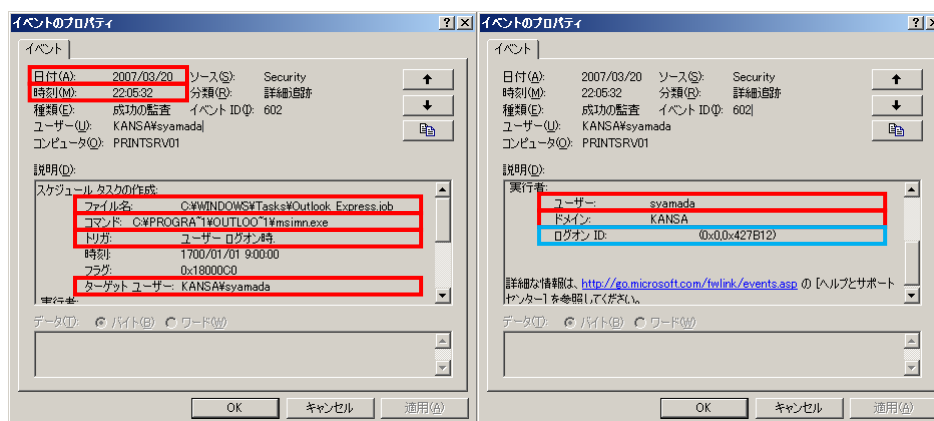 イベントのプロパティ
イベント
日付(A): 2007/03/20 ソース(S): Security
時刻(M): 22:05:32 分類(R): 詳細追跡
種類(E): 成功の監査 イベント ID(I): 602
ユーザー(U): KANSA¥syamada
コンピュータ(O): PRINTSRV01
説明(D):
スケジュール タスクの作成:
ファイル名: C:¥WINDOWS¥Tasks¥Outlook Express.job
コマンド: C:¥PROGRA~1¥OUTLOO~1¥msimn.exe
トリガ: ユーザー ログオン時.
時刻: 1700/01/01 9:00:00
フラグ: 0x18000C0
ターゲット ユーザー: KANSA¥syamada
実行者:
データ(T): バイト(B) ワード(W)
OK キャンセル 適用(A)
イベントのプロパティ
イベント
日付(A): 2007/03/20 ソース(S): Security
時刻(M): 22:05:32 分類(R): 詳細追跡
種類(E): 成功の監査 イベント ID(I): 602
ユーザー(U): KANSA¥syamada
コンピュータ(O): PRINTSRV01
説明(D):
実行者:
ユーザー: syamada
ドメイン: KANSA
ログオン ID: (0x0,0x427B12)
詳細な情報は、 http://go.microsoft.com/fwlink/events.asp の [ヘルプとサポート
センター] を参照してください。
データ(T): バイト(B) ワード(W)
OK キャンセル 適用(A)